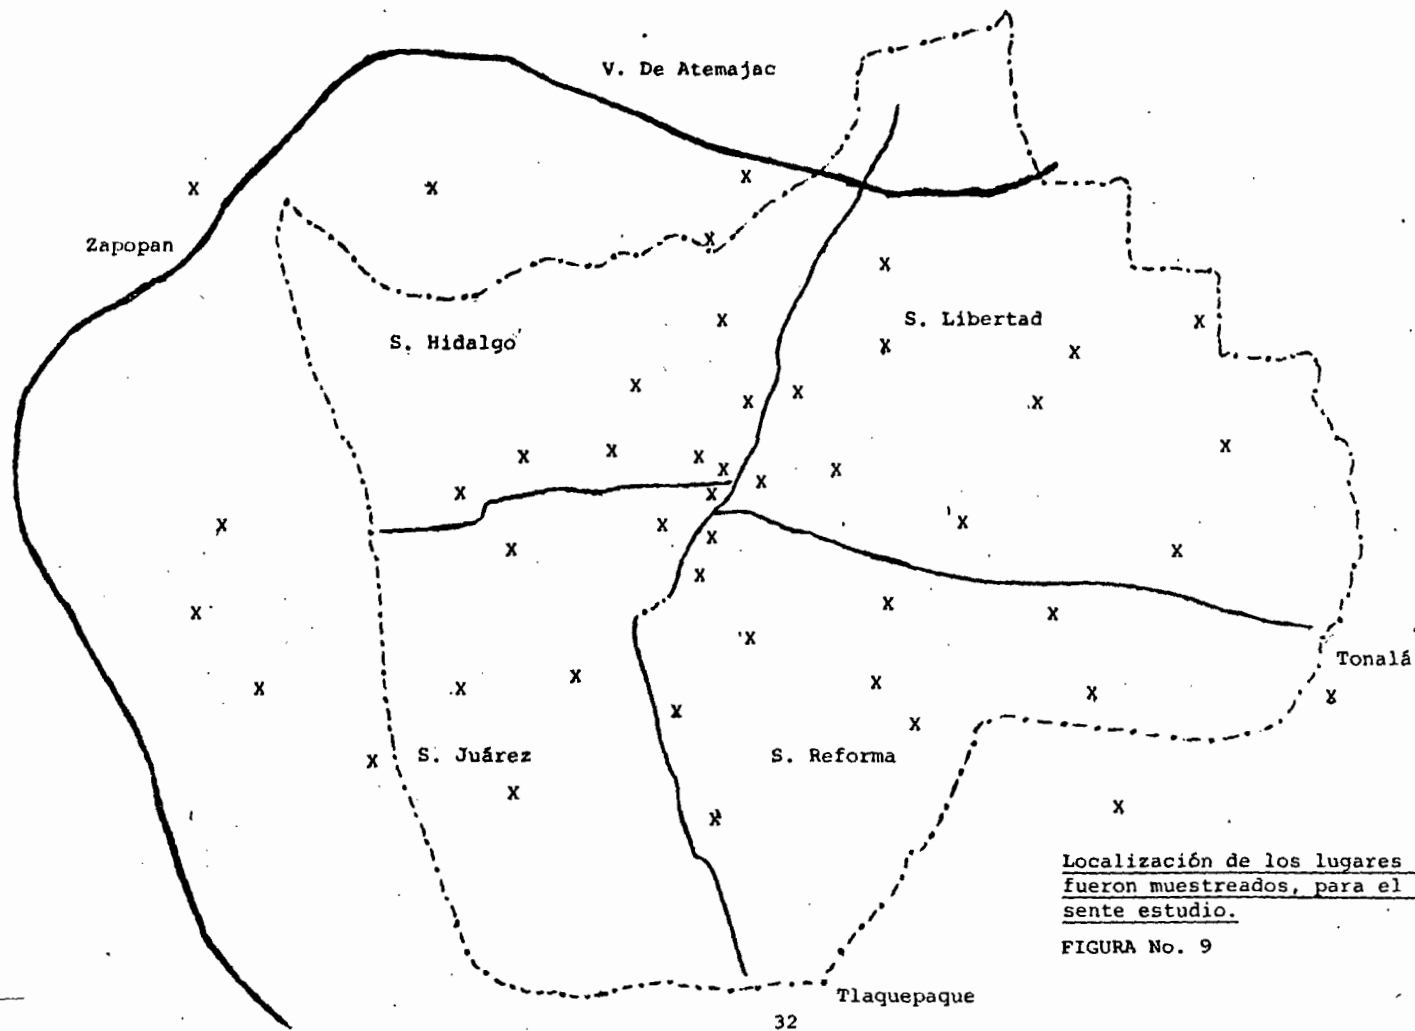 V. De Atemajac
Zapopan
S. Hidalgo
S. Libertad
Tonalá
S. Juárez
S. Reforma
Localización de los lugares
fueron muestreados, para el
sente estudio.
FIGURA No. 9
Tlaquepaque
32